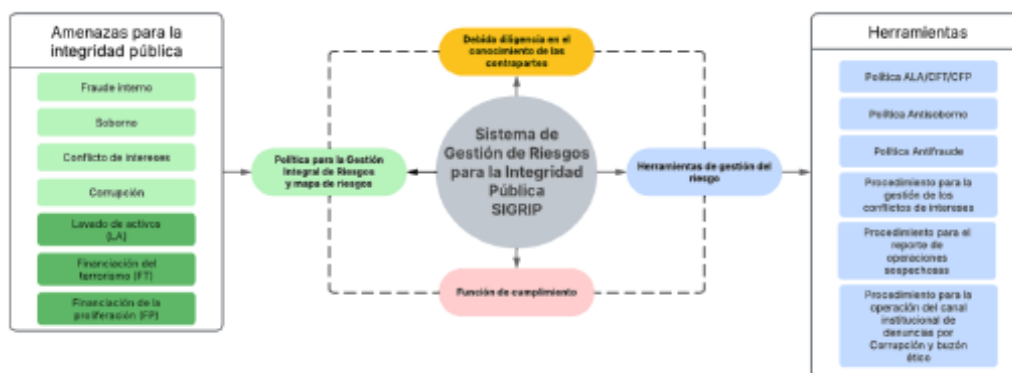 Amenazas para la
integridad pública
Fraude interno
Soborno
Conflicto de intereses
Corrupción
Lavado de activos
(LA)
Financiación del
terrorismo (FT)
Financiación de la
proliferación (FP)
Debida diligencia en el
conocimiento de las
contrapartes
Política para la Gestión
Integral de Riesgos
y mapa de riesgos
Sistema de
Gestión de Riesgos
para la Integridad
Pública
SIGRIP
Herramientas de gestión del
riesgo
Función de cumplimiento
Herramientas
Política ALA/CFT/CFP
Política Antisoborno
Política Antifraude
Procedimiento para la
gestión de los
conflictos de intereses
Procedimiento para el
reporte de
operaciones
sospechosas
Procedimiento para la
operación del canal
institucional de
denuncias por
Corrupción y buzón
ético